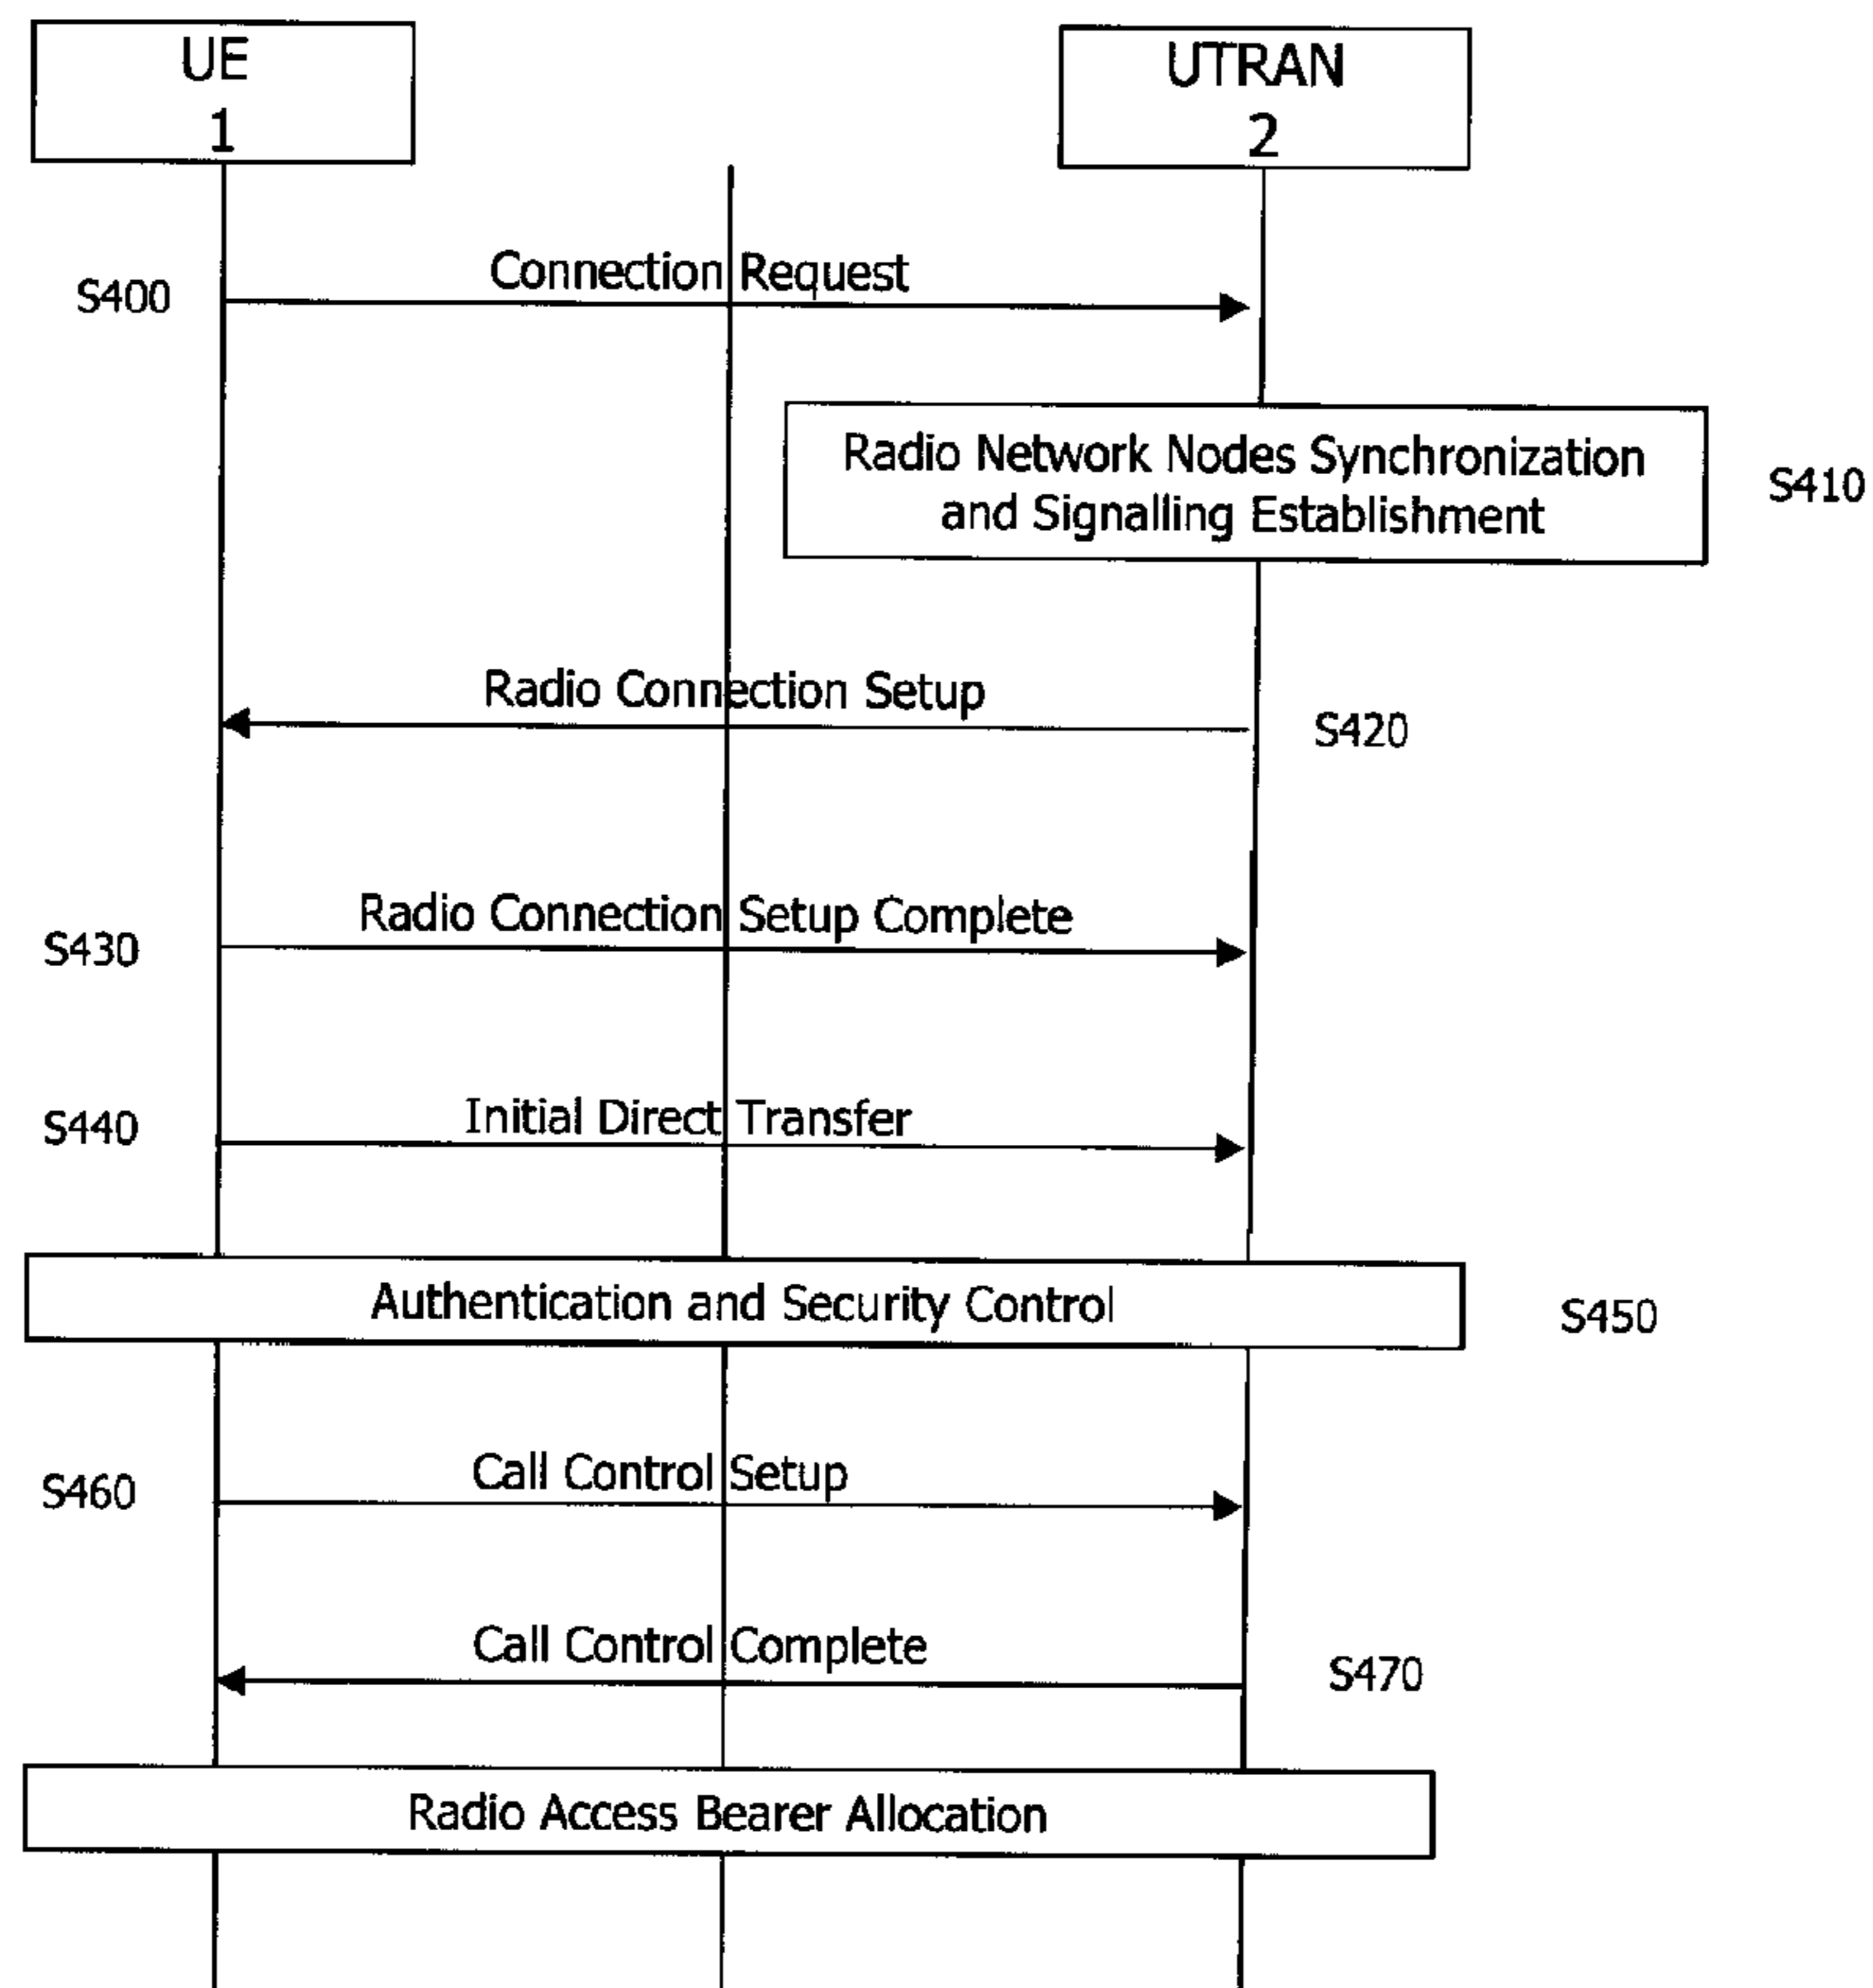 UE
1
UTRAN
2
Connection Request
S400
Radio Network Nodes Synchronization
and Signalling Establishment
S410
Radio Connection Setup
S420
Radio Connection Setup Complete
S430
Initial Direct Transfer
S440
Authentication and Security Control
S450
Call Control Setup
S460
Call Control Complete
S470
Radio Access Bearer Allocation